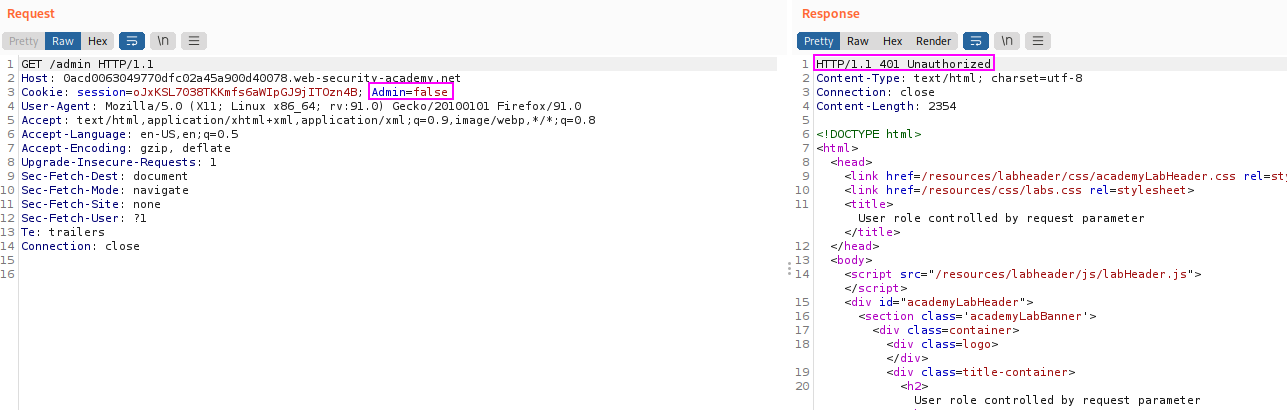 Request
Pretty Raw Hex \n
1 GET /admin HTTP/1.1
2 Host: 0acd0063049770dfc02a45a900d40078.web-security-academy.net
3 Cookie: session=oJxKSL7038TKKmfs6aWIpGJ9jITOzn4B; Admin=false
4 User-Agent: Mozilla/5.0 (X11; Linux x86_64; rv:91.0) Gecko/20100101 Firefox/91.0
5 Accept: text/html,application/xhtml+xml,application/xml;q=0.9,image/webp,*/*;q=0.8
6 Accept-Language: en-US,en;q=0.5
7 Accept-Encoding: gzip, deflate
8 Upgrade-Insecure-Requests: 1
9 Sec-Fetch-Dest: document
10 Sec-Fetch-Mode: navigate
11 Sec-Fetch-Site: none
12 Sec-Fetch-User: ?1
13 Te: trailers
14 Connection: close
15
16
Response
Pretty Raw Hex Render \n
1 HTTP/1.1 401 Unauthorized
2 Content-Type: text/html; charset=utf-8
3 Connection: close
4 Content-Length: 2354
5
6 <!DOCTYPE html>
7 <html>
8 <head>
9 <link href=/resources/labheader/css/academyLabHeader.css rel=sty
10 <link href=/resources/css/labs.css rel=stylesheet>
11 <title>
User role controlled by request parameter
</title>
12 </head>
13 <body>
14 <script src="/resources/labheader/js/labHeader.js">
</script>
15 <div id="academyLabHeader">
16 <section class='academyLabBanner'>
17 <div class=container>
18 <div class=logo>
</div>
19 <div class=title-container>
20 <h2>
User role controlled by request parameter